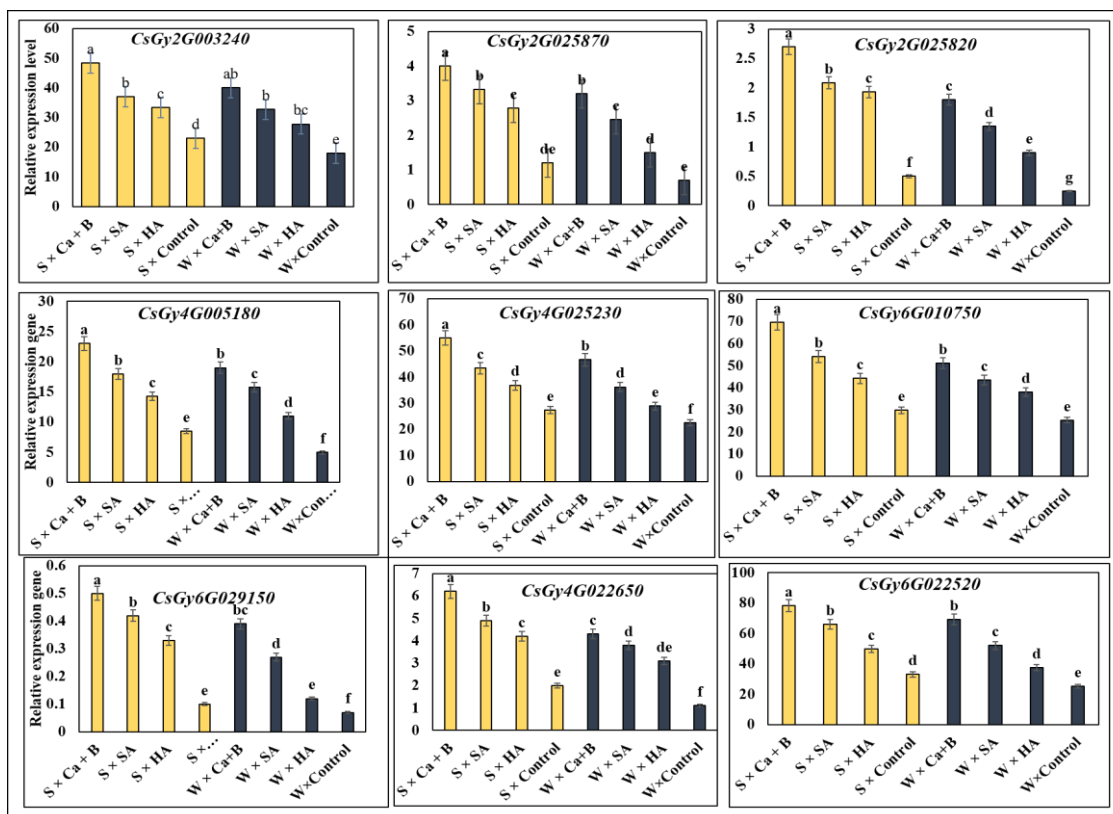 CsGy2G003240
Relative expression level
60
50
40
30
20
10
0
a
b
c
d
ab
b
bc
e
S × Ca + B
S × SA
S × HA
S × Control
W × Ca+B
W × SA
W × HA
W×Control
CsGy2G025870
5
4
3
2
1
0
a
b
c
de
b
c
d
e
S × Ca + B
S × SA
S × HA
S × Control
W × Ca+B
W × SA
W × HA
W×Control
CsGy2G025820
3
2.5
2
1.5
1
0.5
0
a
b
c
f
c
d
e
g
S × Ca + B
S × SA
S × HA
S × Control
W × Ca+B
W × SA
W × HA
W×Control
CsGy4G005180
Relative expression gene
30
25
20
15
10
5
0
a
b
c
e
b
c
d
f
S × Ca + B
S × SA
S × HA
S ×...
W × Ca+B
W × SA
W × HA
W×Con...
CsGy4G025230
70
60
50
40
30
20
10
0
a
c
d
e
b
d
e
f
S × Ca + B
S × SA
S × HA
S × Control
W × Ca+B
W × SA
W × HA
W×Control
CsGy6G010750
80
70
60
50
40
30
20
10
0
a
b
c
e
b
c
d
e
S × Ca + B
S × SA
S × HA
S × Control
W × Ca+B
W × SA
W × HA
W×Control
CsGy6G029150
Relative expression gene
0.6
0.5
0.4
0.3
0.2
0.1
0
a
b
c
e
bc
d
e
f
S × Ca + B
S × SA
S × HA
S ×...
W × Ca+B
W × SA
W × HA
W×Control
CsGy4G022650
7
6
5
4
3
2
1
0
a
b
c
e
c
d
de
f
S × Ca + B
S × SA
S × HA
S × Control
W × Ca+B
W × SA
W × HA
W×Control
CsGy6G022520
100
80
60
40
20
0
a
b
c
d
b
c
d
e
S × Ca + B
S × SA
S × HA
S × Control
W × Ca+B
W × SA
W × HA
W×Control